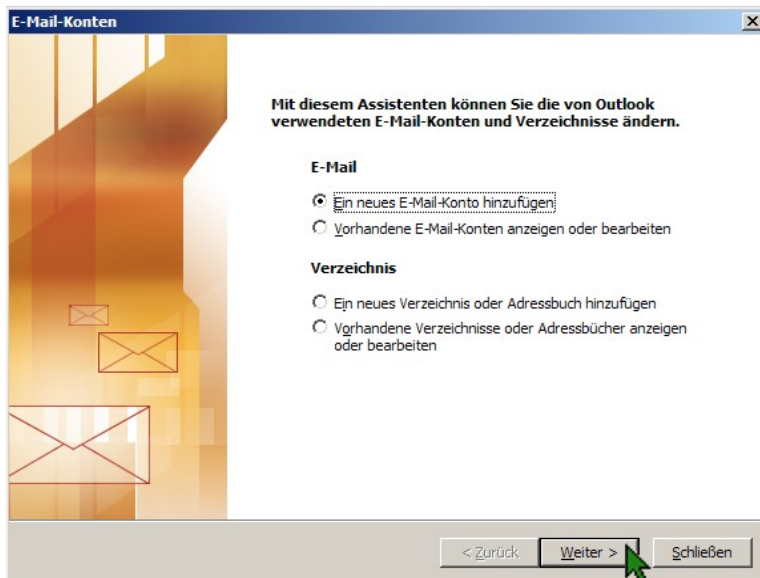 E-Mail-Konten
Mit diesem Assistenten können Sie die von Outlook
verwendeten E-Mail-Konten und Verzeichnisse ändern.
E-Mail
Ein neues E-Mail-Konto hinzufügen
Vorhandene E-Mail-Konten anzeigen oder bearbeiten
Verzeichnis
Ein neues Verzeichnis oder Adressbuch hinzufügen
Vorhandene Verzeichnisse oder Adressbücher anzeigen
oder bearbeiten
< Zurück Weiter > Schließen